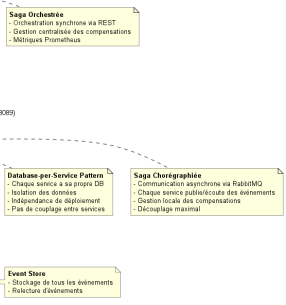 Saga Orchestrée
- Orchestration synchrone via REST
- Gestion centralisée des compensations
- Métriques Prometheus
8089)
Database-per-Service Pattern
- Chaque service a sa propre DB
- Isolation des données
- Indépendance de déploiement
- Pas de couplage entre services
Saga Chorégraphiée
- Communication asynchrone via RabbitMQ
- Chaque service publie/écoute des événements
- Gestion locale des compensations
- Découplage maximal
Event Store
- Stockage de tous les événements
- Relecture d'événements